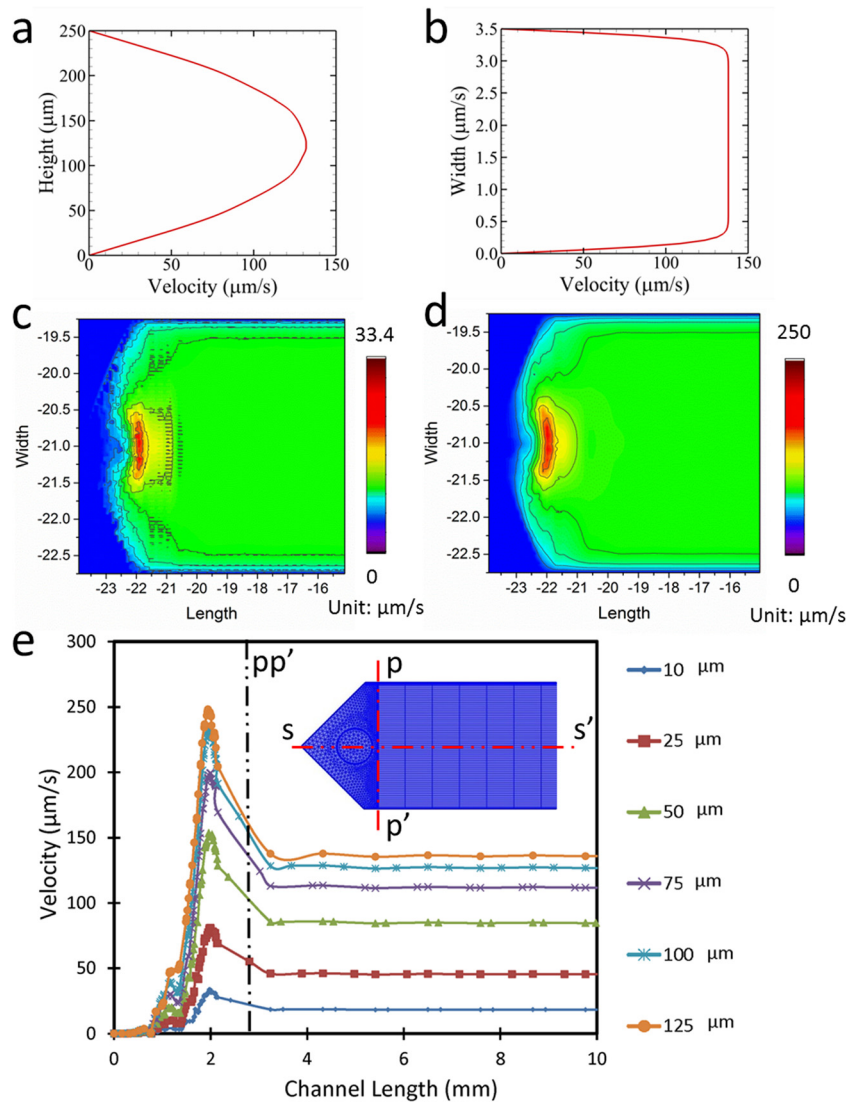 a
250
200
150
100
50
0
Height (μm)
0 50 100 150
Velocity (μm/s)
b
3.5
3.0
2.5
2.0
1.5
1.0
0.5
0.0
Width (μm/s)
0 50 100 150
Velocity (μm/s)
c
-19.5
-20.0
-20.5
-21.0
-21.5
-22.0
-22.5
Width
-23 -22 -21 -20 -19 -18 -17 -16
Length
33.4
0
Unit: μm/s
d
-19.5
-20.0
-20.5
-21.0
-21.5
-22.0
-22.5
Width
-23 -22 -21 -20 -19 -18 -17 -16
Length
250
0
Unit: μm/s
e
300
250
200
150
100
50
0
Velocity (μm/s)
0 2 4 6 8 10
Channel Length (mm)
pp’
p
s s’
p’
10 μm
25 μm
50 μm
75 μm
100 μm
125 μm